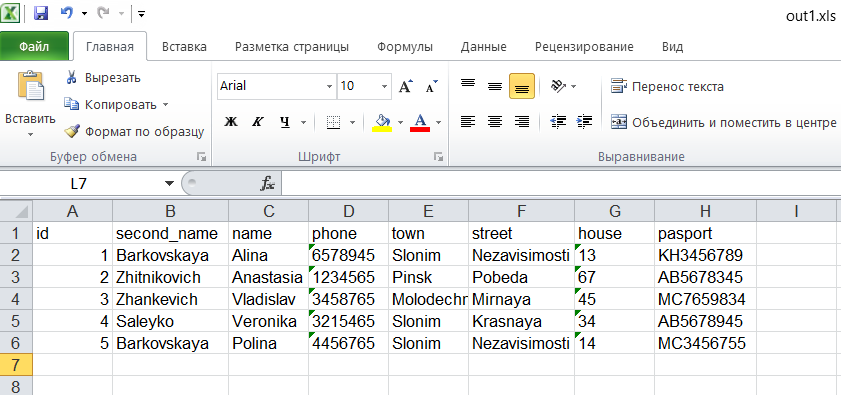 out1.xls
Файл Главная Вставка Разметка страницы Формулы Данные Рецензирование Вид
Вставить
Вырезать
Копировать
Формат по образцу
Буфер обмена
Arial 10
Ж К Ч
Шрифт
Перенос текста
Объединить и поместить в центре
Выравнивание
L7 fx
A B C D E F G H I
1 id second_name name phone town street house pasport
2 1 Barkovskaya Alina 6578945 Slonim Nezavisimosti 13 KH3456789
3 2 Zhitnikovich Anastasia 1234565 Pinsk Pobeda 67 AB5678345
4 3 Zhankevich Vladislav 3458765 Molodechn Mirnaya 45 MC7659834
5 4 Saleyko Veronika 3215465 Slonim Krasnaya 34 AB5678945
6 5 Barkovskaya Polina 4456765 Slonim Nezavisimosti 14 MC3456755
7
8